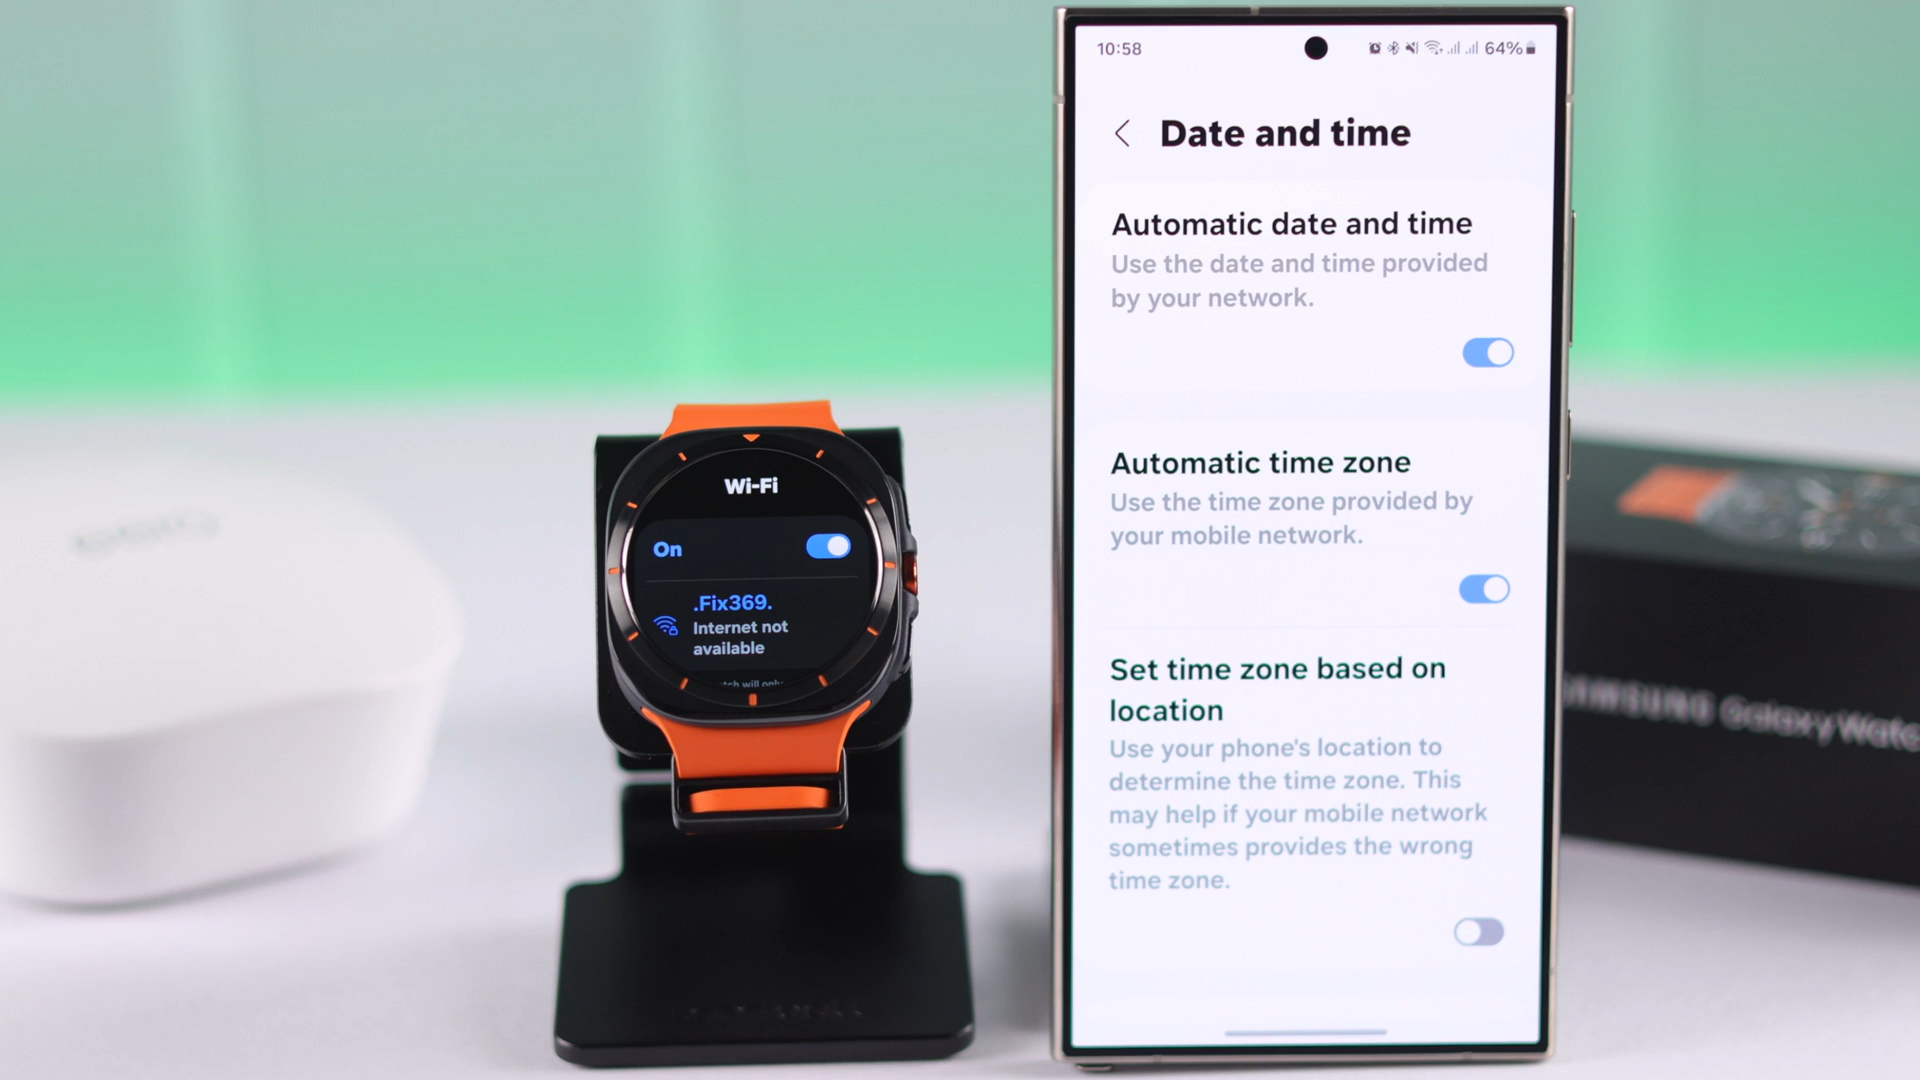 Wi-Fi
On
.Fix369.
Internet not
available
10:58
64%
Date and time
Automatic date and time
Use the date and time provided
by your network.
Automatic time zone
Use the time zone provided by
your mobile network.
Set time zone based on
location
Use your phone's location to
determine the time zone. This
may help if your mobile network
sometimes provides the wrong
time zone.
SAMSUNG Galaxy Watch